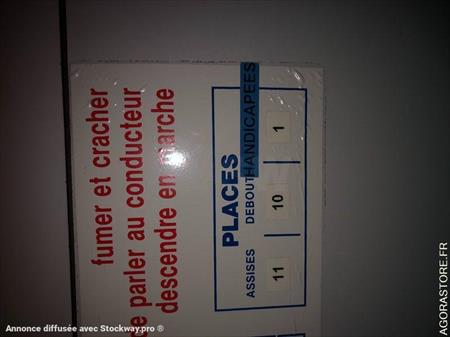 fumer et cracher
parler au conducteur
descendre en marche
PLACES
ASSISES DEBOUT HANDICAPEES
11 10 1
Annonce diffusée avec Stockway.pro ®
AGORASTORE.FR